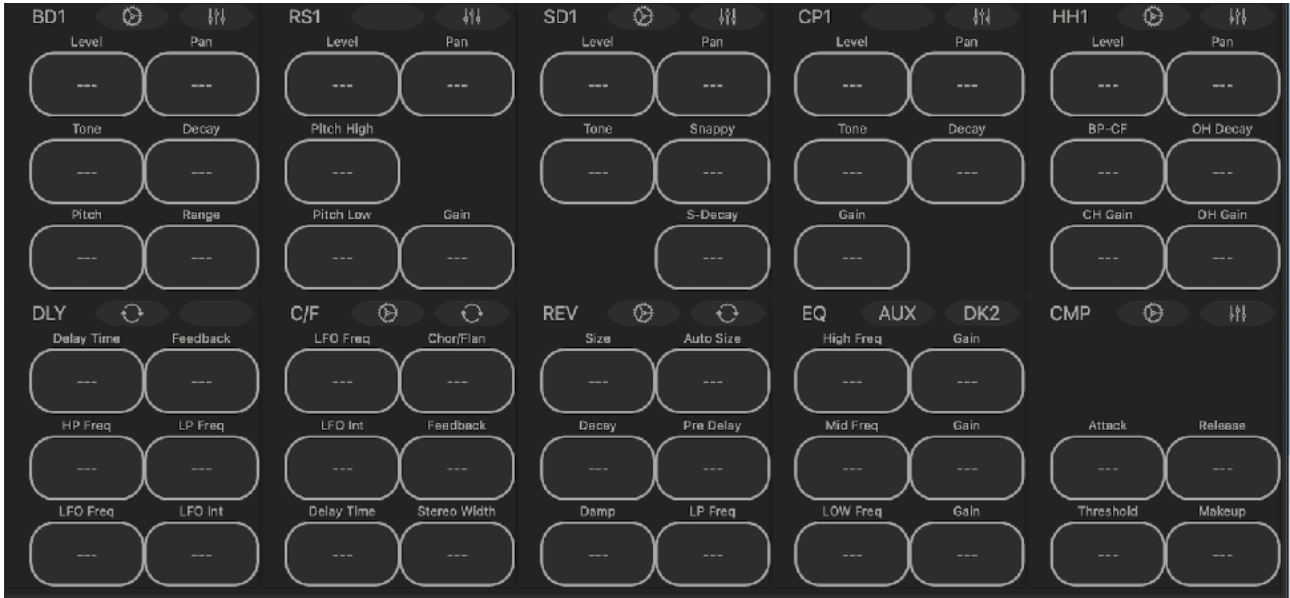 BD1 RS1 SD1 CP1 HH1
Level Pan Level Pan Level Pan Level Pan Level Pan
--- --- --- --- --- --- --- --- --- ---
Tone Decay Pitch High Tone Snappy Tone Decay BP-CF OH Decay
--- --- --- --- --- --- --- --- ---
Pitch Range Pitch Low Gain S-Decay Gain CH Gain OH Gain
--- --- --- --- --- --- --- ---
DLY C/F REV EQ AUX DK2 CMP
Delay Time Feedback LFO Freq Chor/Flan Size Auto Size High Freq Gain
--- --- --- --- --- --- --- ---
HP Freq LP Freq LFO Int Feedback Decay Pre Delay Mid Freq Gain Attack Release
--- --- --- --- --- --- --- --- --- ---
LFO Freq LFO Int Delay Time Stereo Width Damp LP Freq LOW Freq Gain Threshold Makeup
--- --- --- --- --- --- --- --- --- ---